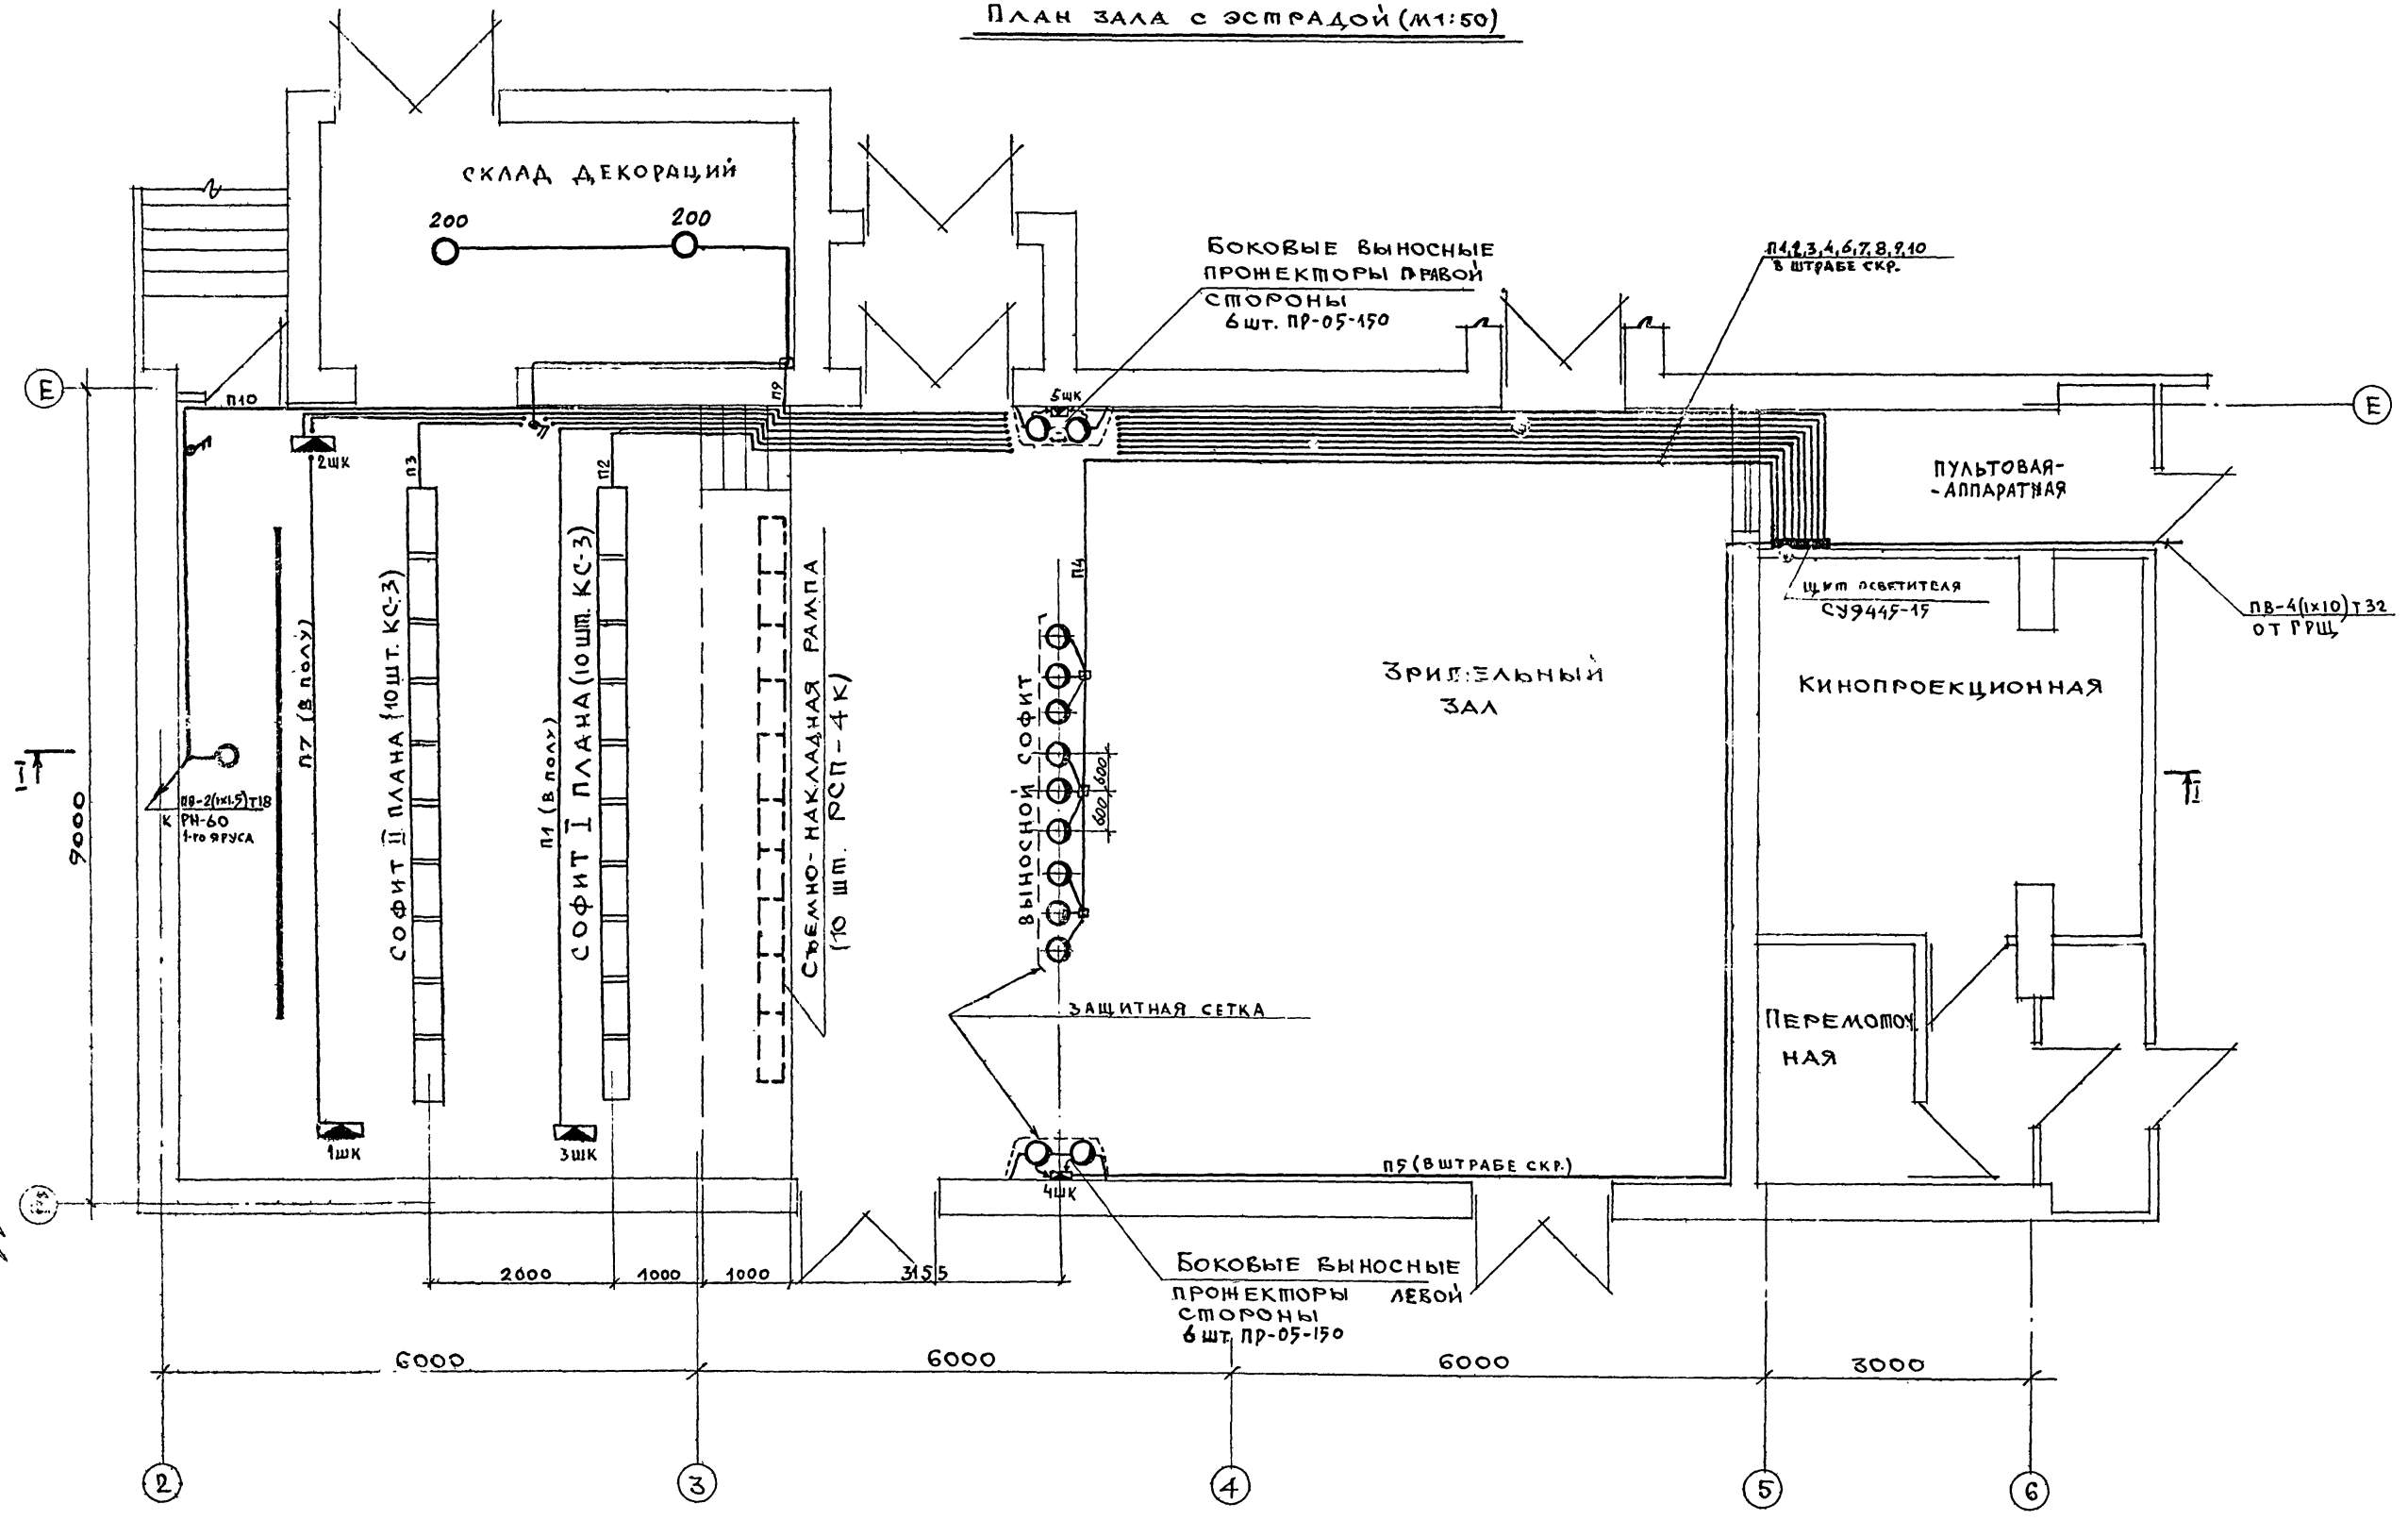 ПЛАН ЗАЛА С ЭСТРАДОЙ (М1:50)
СКЛАД ДЕКОРАЦИЙ
200
200
БОКОВЫЕ ВЫНОСНЫЕ
ПРОЖЕКТОРЫ ПРАВОЙ
СТОРОНЫ
6 шт. ПР-05-150
П1,2,3,4,6,7,8,9,10
В ШТРАБЕ СКР.
Е
Е
П10
П9
5ШК
2ШК
П3
П2
ПУЛЬТОВАЯ-
-АППАРАТНАЯ
П4
ЩИТ ОСВЕТИТЕЛЯ
СУ9445-15
ПВ-4(1х10)Т32
ОТ ГРЩ
П7 (В ПОЛУ)
СОФИТ II ПЛАНА (10ШТ. КС-3)
П1 (В ПОЛУ)
СОФИТ I ПЛАНА (10ШТ. КС-3)
СЪЕМНО-НАКЛАДНАЯ РАМПА
(10 ШТ. РСП-4К)
ВЫНОСНОЙ СОФИТ
600
600
ЗРИТЕЛЬНЫЙ
ЗАЛ
КИНОПРОЕКЦИОННАЯ
I
I
9000
ПВ-2(1х1.5)Т18
К РН-60
1-го ЯРУСА
ЗАЩИТНАЯ СЕТКА
ПЕРЕМОТОЧ
НАЯ
1ШК
3ШК
4ШК
П5 (В ШТРАБЕ СКР.)
2000
1000
1000
3155
БОКОВЫЕ ВЫНОСНЫЕ
ПРОЖЕКТОРЫ ЛЕВОЙ
СТОРОНЫ
6 шт. ПР-05-150
6000
6000
6000
3000
2
3
4
5
6